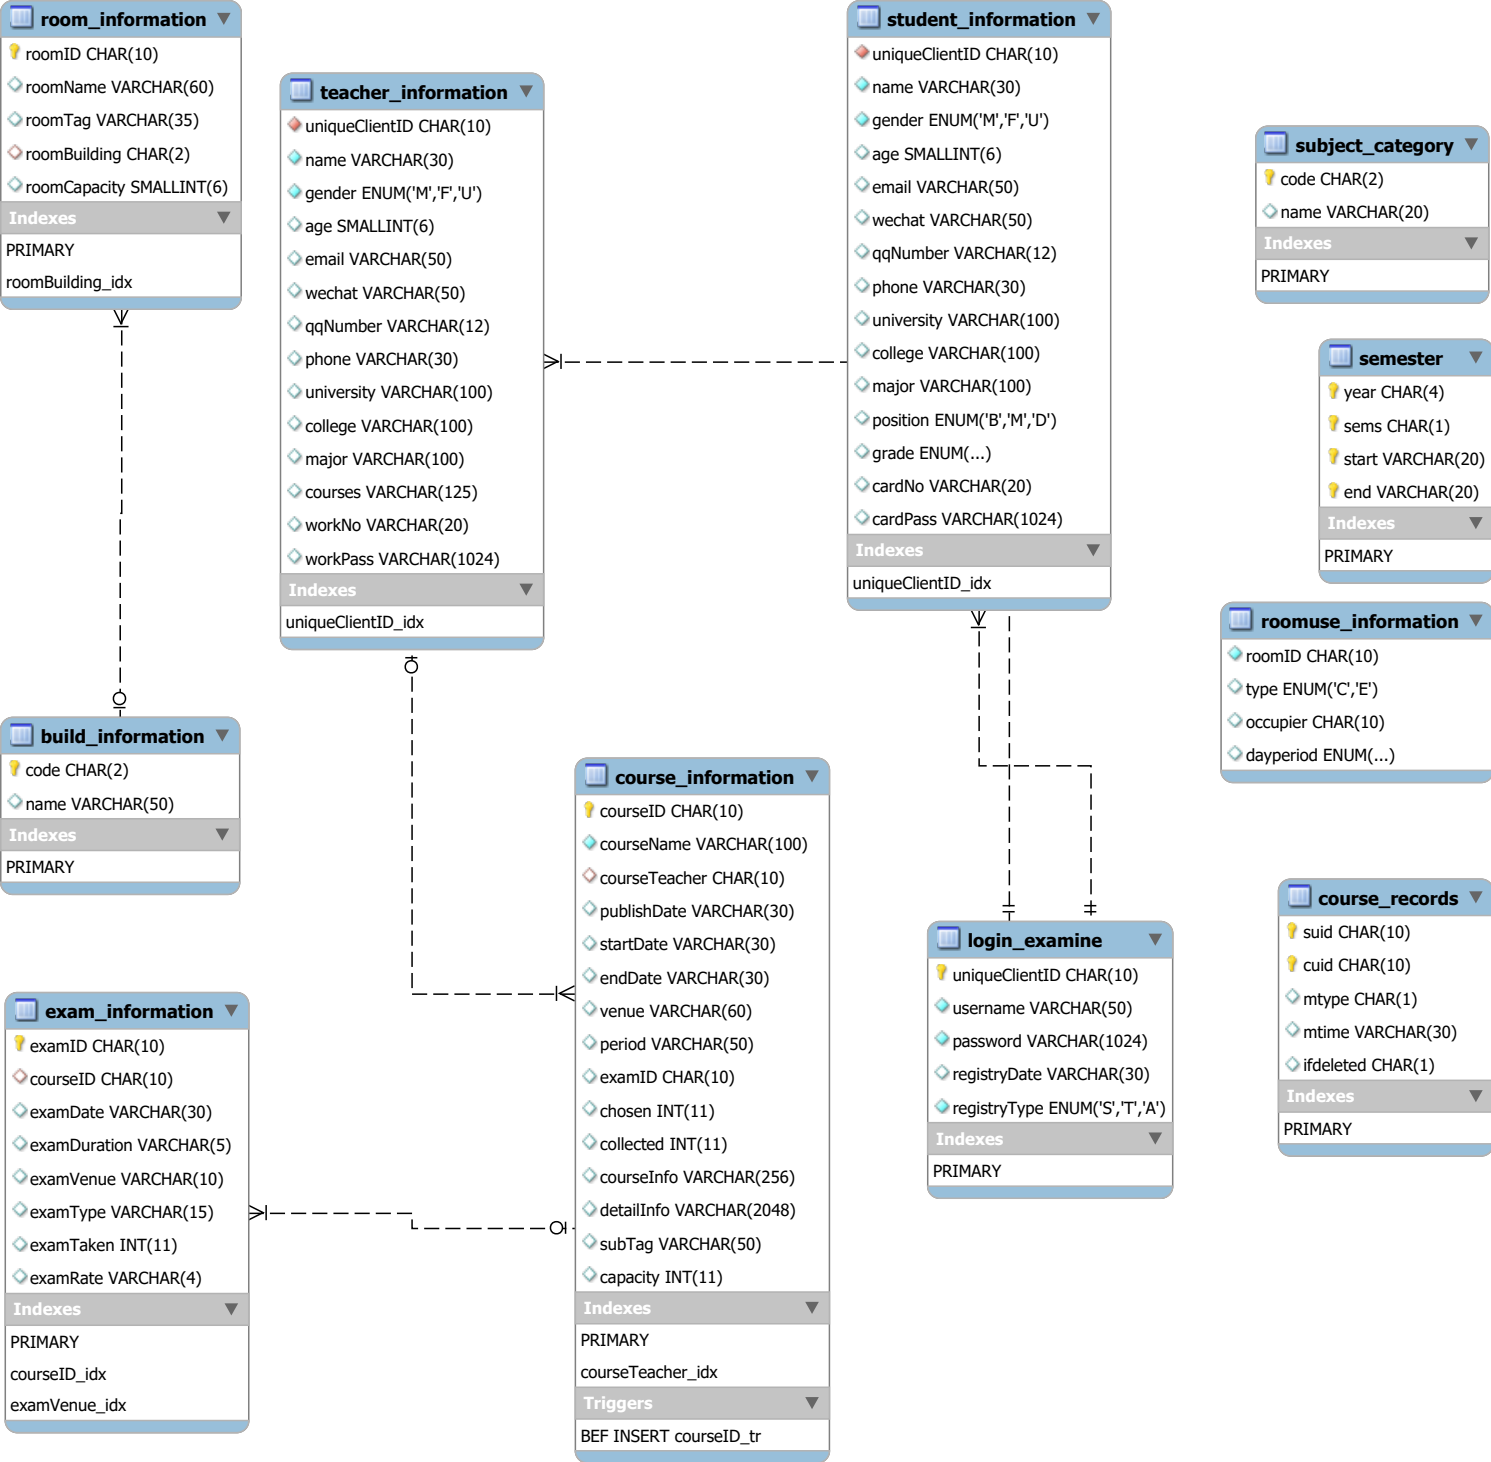 room_information
roomID CHAR(10)
roomName VARCHAR(60)
roomTag VARCHAR(35)
roomBuilding CHAR(2)
roomCapacity SMALLINT(6)
Indexes
PRIMARY
roomBuilding_idx
teacher_information
uniqueClientID CHAR(10)
name VARCHAR(30)
gender ENUM('M','F','U')
age SMALLINT(6)
email VARCHAR(50)
wechat VARCHAR(50)
qqNumber VARCHAR(12)
phone VARCHAR(30)
university VARCHAR(100)
college VARCHAR(100)
major VARCHAR(100)
courses VARCHAR(125)
workNo VARCHAR(20)
workPass VARCHAR(1024)
Indexes
uniqueClientID_idx
student_information
uniqueClientID CHAR(10)
name VARCHAR(30)
gender ENUM('M','F','U')
age SMALLINT(6)
email VARCHAR(50)
wechat VARCHAR(50)
qqNumber VARCHAR(12)
phone VARCHAR(30)
university VARCHAR(100)
college VARCHAR(100)
major VARCHAR(100)
position ENUM('B','M','D')
grade ENUM(...)
cardNo VARCHAR(20)
cardPass VARCHAR(1024)
Indexes
uniqueClientID_idx
subject_category
code CHAR(2)
name VARCHAR(20)
Indexes
PRIMARY
semester
year CHAR(4)
sems CHAR(1)
start VARCHAR(20)
end VARCHAR(20)
Indexes
PRIMARY
roomuse_information
roomID CHAR(10)
type ENUM('C','E')
occupier CHAR(10)
dayperiod ENUM(...)
build_information
code CHAR(2)
name VARCHAR(50)
Indexes
PRIMARY
course_information
courseID CHAR(10)
courseName VARCHAR(100)
courseTeacher CHAR(10)
publishDate VARCHAR(30)
startDate VARCHAR(30)
endDate VARCHAR(30)
venue VARCHAR(60)
period VARCHAR(50)
examID CHAR(10)
chosen INT(11)
collected INT(11)
courseInfo VARCHAR(256)
detailInfo VARCHAR(2048)
subTag VARCHAR(50)
capacity INT(11)
Indexes
PRIMARY
courseTeacher_idx
Triggers
BEF INSERT courseID_tr
login_examine
uniqueClientID CHAR(10)
username VARCHAR(50)
password VARCHAR(1024)
registryDate VARCHAR(30)
registryType ENUM('S','T','A')
Indexes
PRIMARY
course_records
suid CHAR(10)
cuid CHAR(10)
mtype CHAR(1)
mtime VARCHAR(30)
ifdeleted CHAR(1)
Indexes
PRIMARY
exam_information
examID CHAR(10)
courseID CHAR(10)
examDate VARCHAR(30)
examDuration VARCHAR(5)
examVenue VARCHAR(10)
examType VARCHAR(15)
examTaken INT(11)
examRate VARCHAR(4)
Indexes
PRIMARY
courseID_idx
examVenue_idx